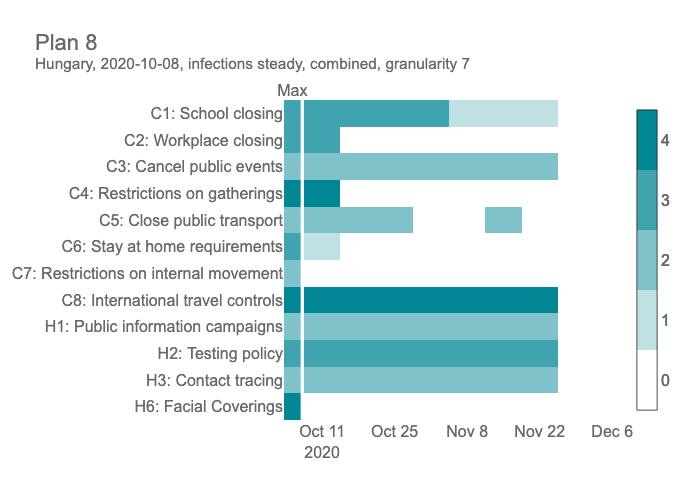 Plan 8
Hungary, 2020-10-08, infections steady, combined, granularity 7
Max
C1: School closing
C2: Workplace closing
C3: Cancel public events
C4: Restrictions on gatherings
C5: Close public transport
C6: Stay at home requirements
C7: Restrictions on internal movement
C8: International travel controls
H1: Public information campaigns
H2: Testing policy
H3: Contact tracing
H6: Facial Coverings
4
3
2
1
0
Oct 11 Oct 25 Nov 8 Nov 22 Dec 6
2020